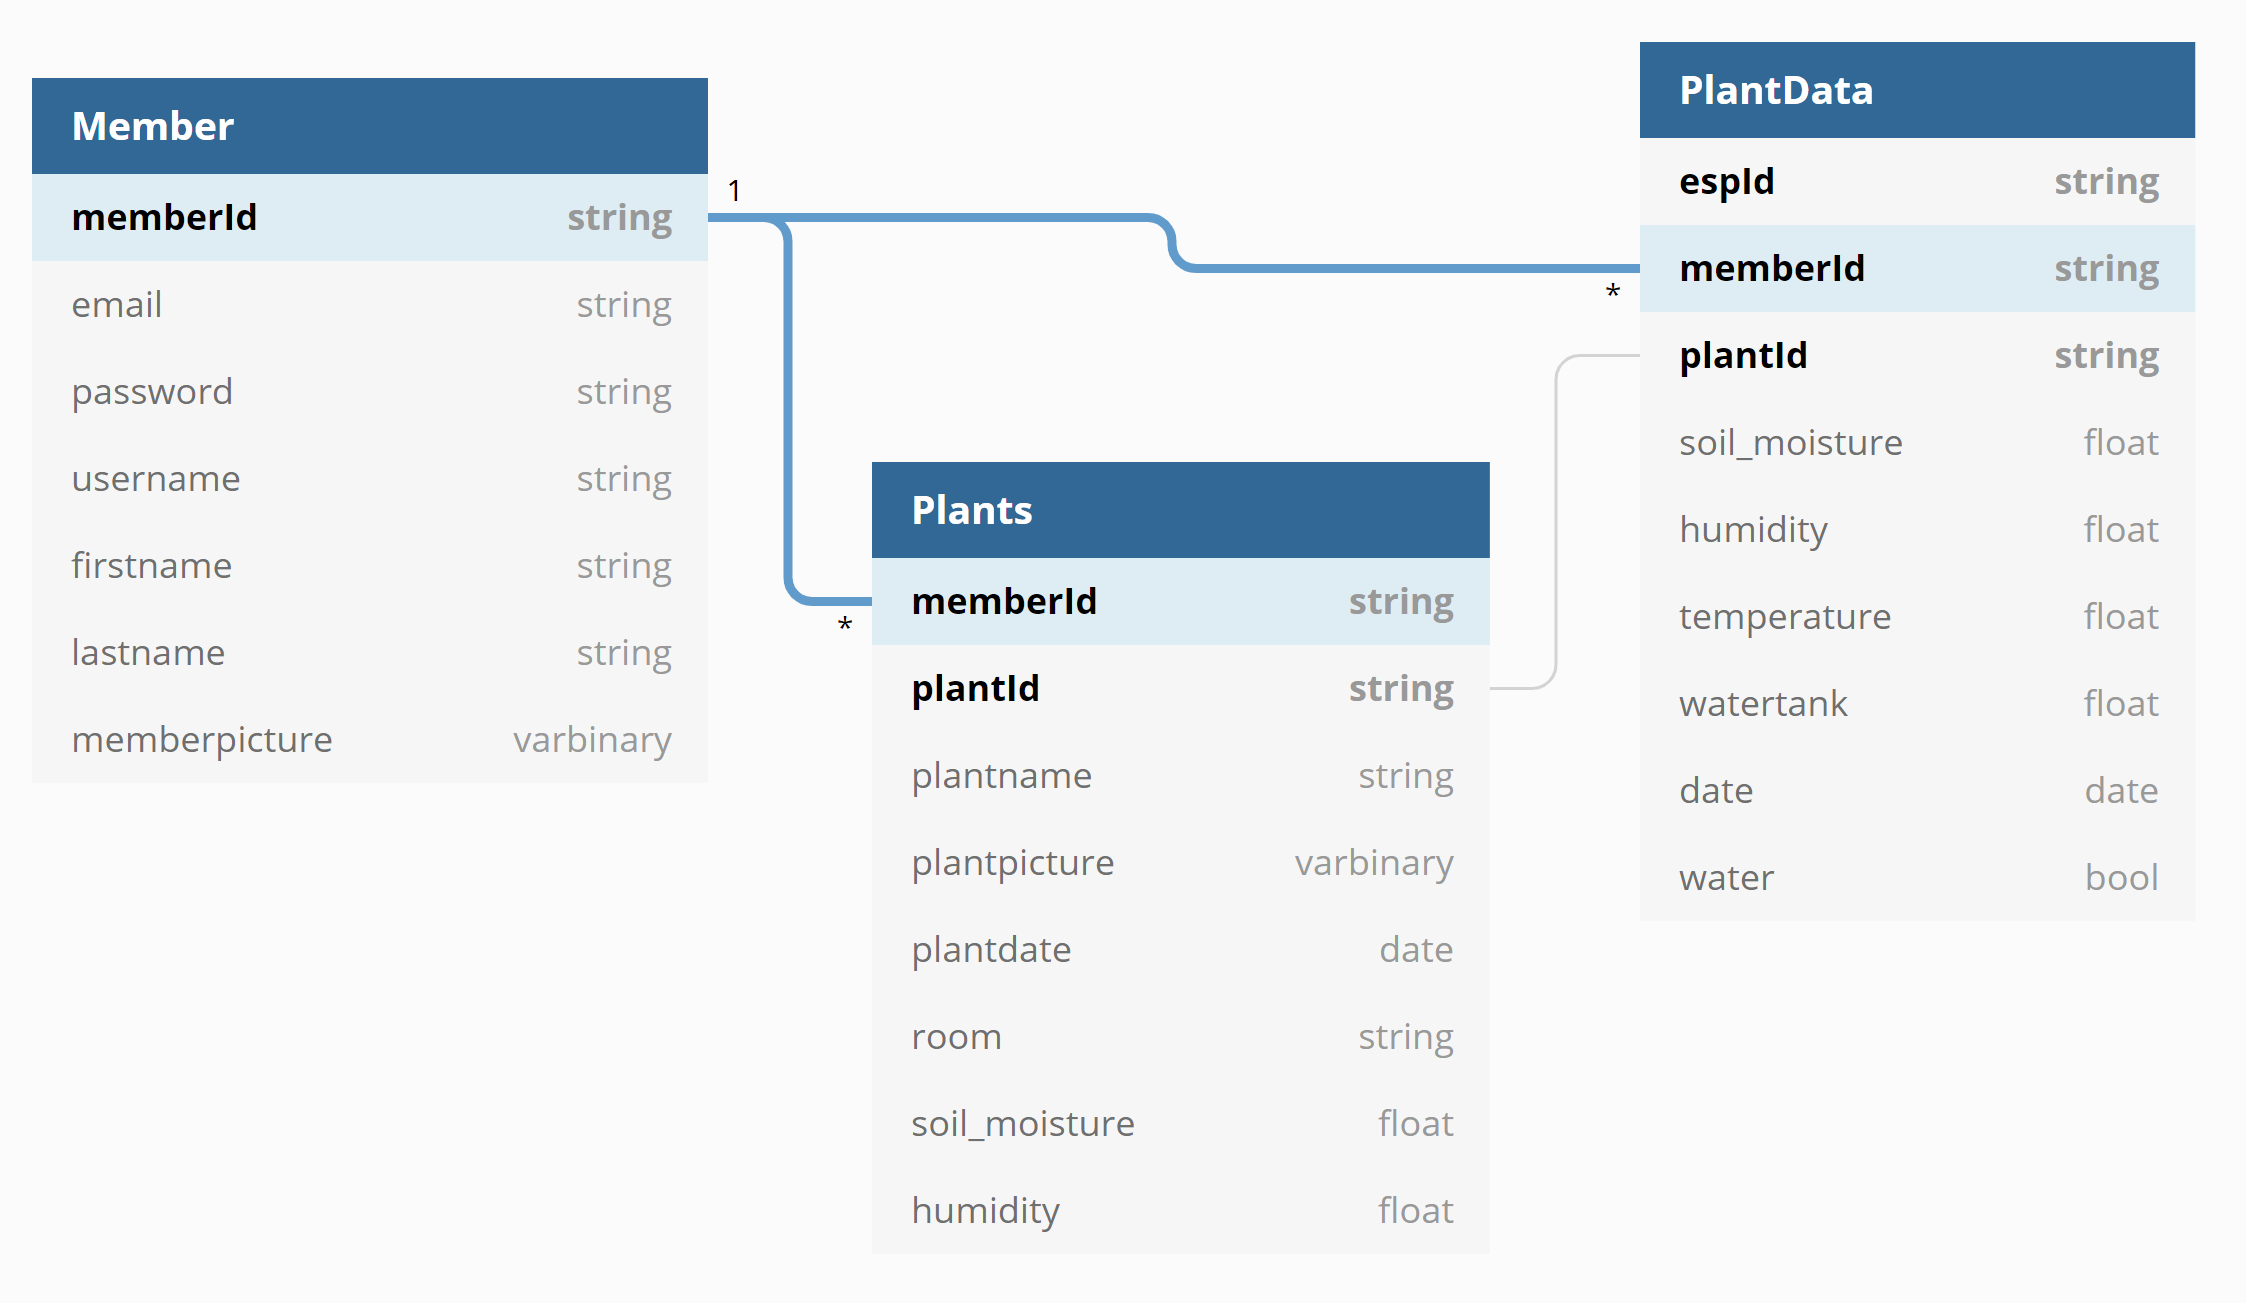 Member
memberId string
email string
password string
username string
firstname string
lastname string
memberpicture varbinary
1
*
*
Plants
memberId string
plantId string
plantname string
plantpicture varbinary
plantdate date
room string
soil_moisture float
humidity float
PlantData
espId string
memberId string
plantId string
soil_moisture float
humidity float
temperature float
watertank float
date date
water bool